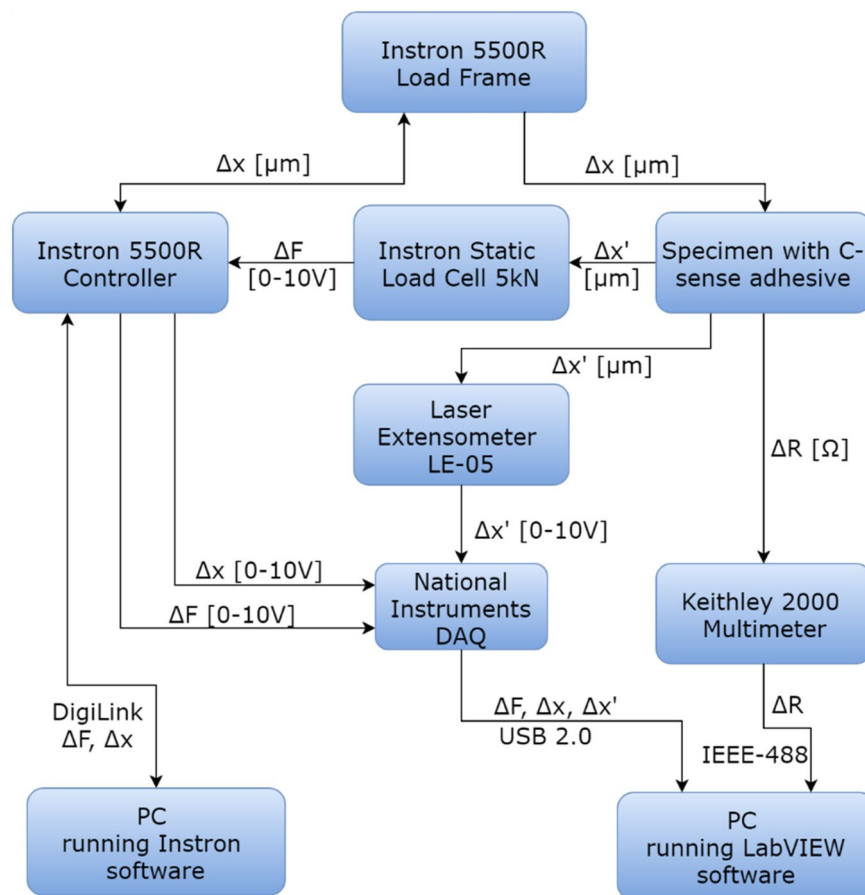 Instron 5500R
Load Frame
Δx [μm]
Δx [μm]
Instron 5500R
Controller
ΔF
[0-10V]
Instron Static
Load Cell 5kN
Δx'
[μm]
Specimen with C-
sense adhesive
Δx' [μm]
Laser
Extensometer
LE-05
ΔR [Ω]
Δx' [0-10V]
Δx [0-10V]
ΔF [0-10V]
National
Instruments
DAQ
Keithley 2000
Multimeter
DigiLink
ΔF, Δx
ΔF, Δx, Δx'
USB 2.0
ΔR
IEEE-488
PC
running Instron
software
PC
running LabVIEW
software